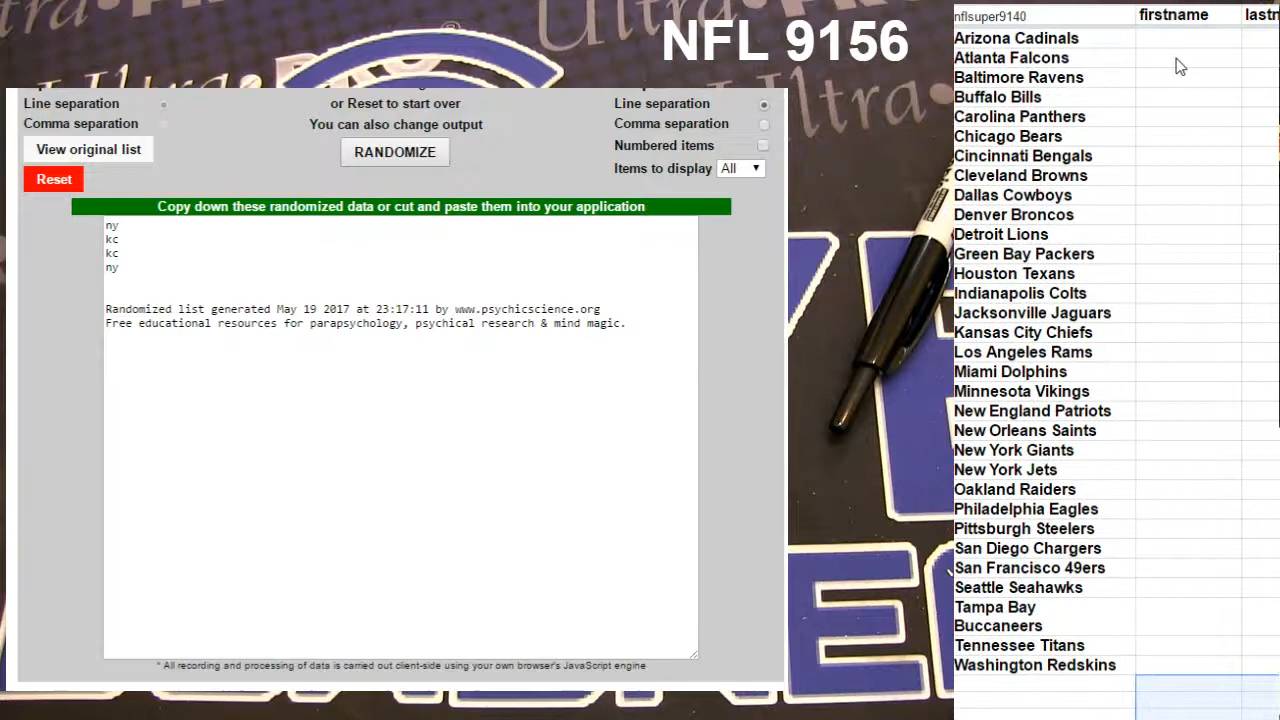 NFL 9156
Line separation
Comma separation
View original list
Reset
or Reset to start over
You can also change output
RANDOMIZE
Line separation
Comma separation
Numbered items
Items to display All
Copy down these randomized data or cut and paste them into your application
ny
kc
kc
ny
Randomized list generated May 19 2017 at 23:17:11 by www.psychicscience.org
Free educational resources for parapsychology, psychical research & mind magic.
* All recording and processing of data is carried out client-side using your own browser's JavaScript engine
nflsuper9140 firstname lastn
Arizona Cadinals
Atlanta Falcons
Baltimore Ravens
Buffalo Bills
Carolina Panthers
Chicago Bears
Cincinnati Bengals
Cleveland Browns
Dallas Cowboys
Denver Broncos
Detroit Lions
Green Bay Packers
Houston Texans
Indianapolis Colts
Jacksonville Jaguars
Kansas City Chiefs
Los Angeles Rams
Miami Dolphins
Minnesota Vikings
New England Patriots
New Orleans Saints
New York Giants
New York Jets
Oakland Raiders
Philadelphia Eagles
Pittsburgh Steelers
San Diego Chargers
San Francisco 49ers
Seattle Seahawks
Tampa Bay
Buccaneers
Tennessee Titans
Washington Redskins